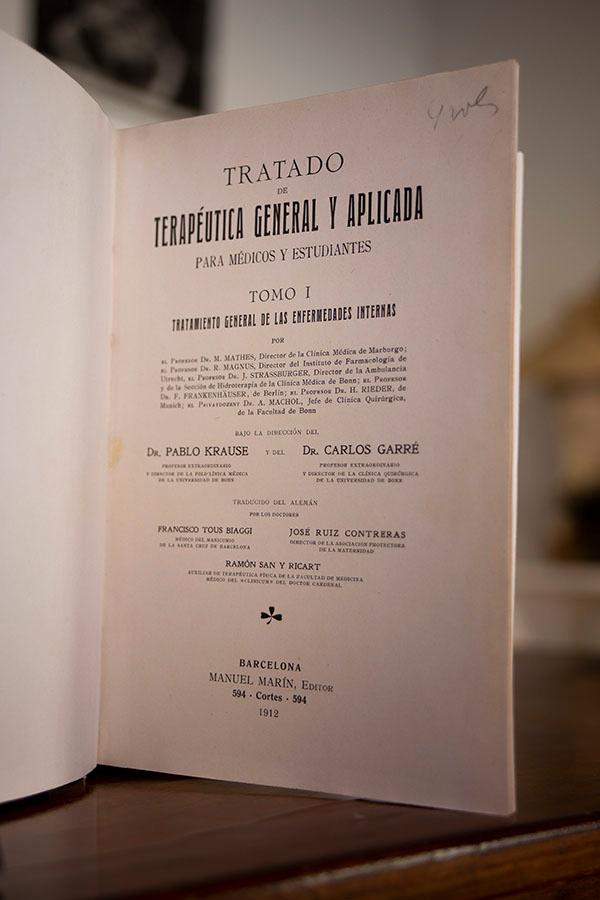 TRATADO
DE
TERAPÉUTICA GENERAL Y APLICADA
PARA MÉDICOS Y ESTUDIANTES
TOMO I
TRATAMIENTO GENERAL DE LAS ENFERMEDADES INTERNAS
POR
EL PROFESOR DR. M. MATHES, Director de la Clínica Médica de Marborgo;
EL PROFESOR DR. R. MAGNUS, Director del Instituto de Farmacología de
Utrecht, EL PROFESOR DR. J. STRASSBURGER, Director de la Ambulancia
y de la Sección de Hidroterapia de la Clínica Médica de Bonn; EL PROFESOR
DR. F. FRANKENHÄUSER, de Berlín; EL PROFESOR DR. H. RIEDER, de
Munich; EL PRIVATDOZENT DR. A. MACHOL, Jefe de Clínica Quirúrgica,
de la Facultad de Bonn
BAJO LA DIRECCIÓN DEL
DR. PABLO KRAUSE Y DEL DR. CARLOS GARRÉ
PROFESOR EXTRAORDINARIO PROFESOR EXTRAORDINARIO
Y DIRECTOR DE LA POLICLÍNICA MÉDICA Y DIRECTOR DE LA CLÍNICA QUIRÚRGICA
DE LA UNIVERSIDAD DE BONN DE LA UNIVERSIDAD DE BONN
TRADUCIDO DEL ALEMÁN
POR LOS DOCTORES
FRANCISCO TOUS BIAGGI JOSÉ RUIZ CONTRERAS
MÉDICO DEL MANICOMIO DIRECTOR DE LA ASOCIACIÓN PROTECTORA
DE LA SANTA CRUZ DE BARCELONA DE LA MATERNIDAD
RAMÓN SAN Y RICART
AUXILIAR DE TERAPÉUTICA FÍSICA DE LA FACULTAD DE MEDICINA
MÉDICO DEL «CLINICUM» DEL DOCTOR CARDENAL
BARCELONA
MANUEL MARÍN, EDITOR
594 - Cortes - 594
1912